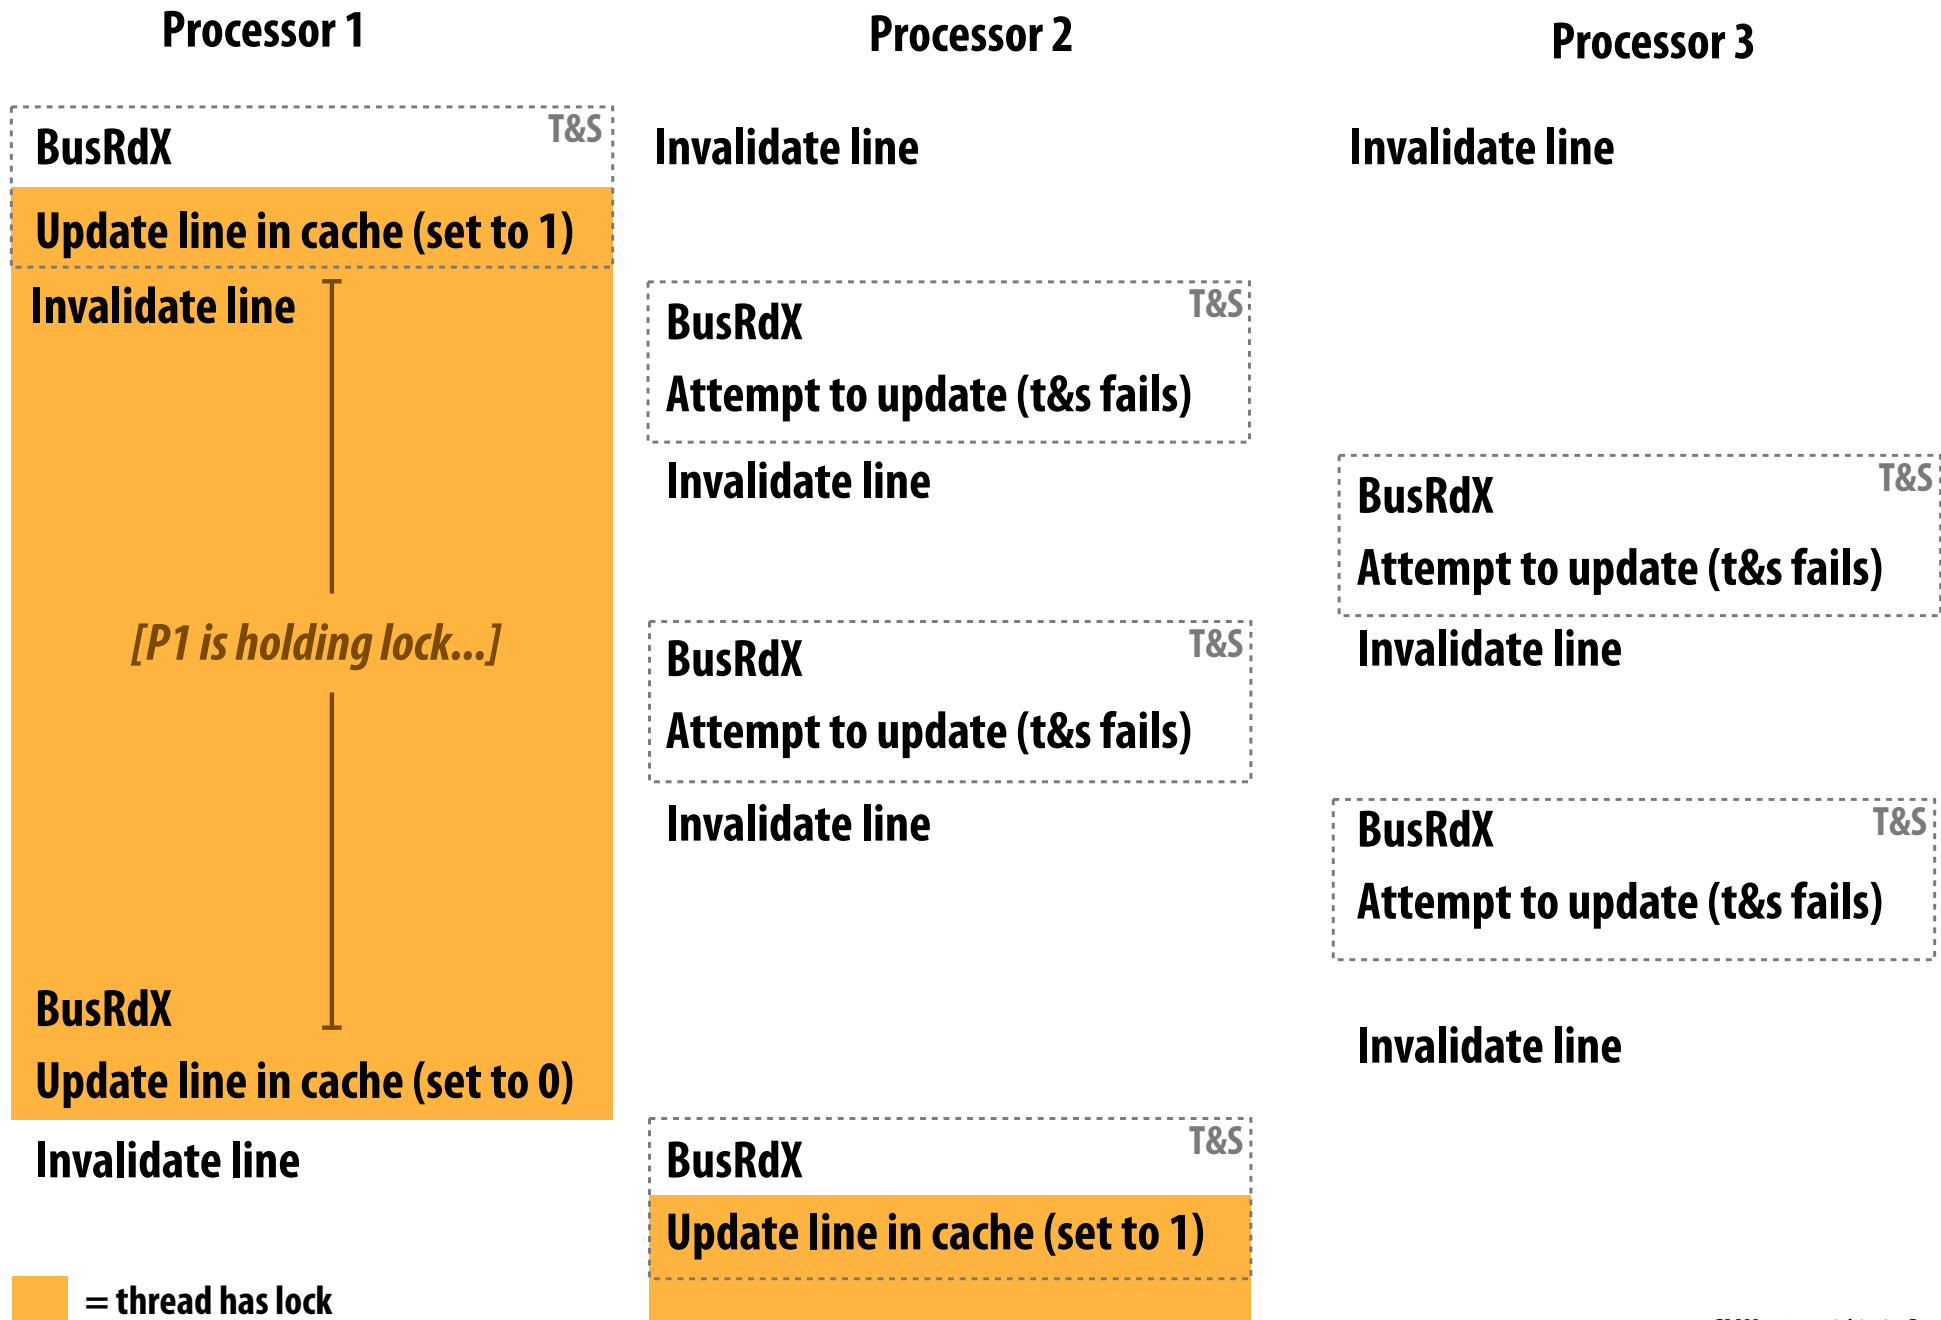 Processor 1
Processor 2
Processor 3
BusRdX
T&S
Update line in cache (set to 1)
Invalidate line
[P1 is holding lock...]
BusRdX
Update line in cache (set to 0)
Invalidate line
= thread has lock
Invalidate line
BusRdX
T&S
Attempt to update (t&s fails)
Invalidate line
BusRdX
T&S
Attempt to update (t&s fails)
Invalidate line
BusRdX
T&S
Update line in cache (set to 1)
Invalidate line
BusRdX
T&S
Attempt to update (t&s fails)
Invalidate line
BusRdX
T&S
Attempt to update (t&s fails)
Invalidate line